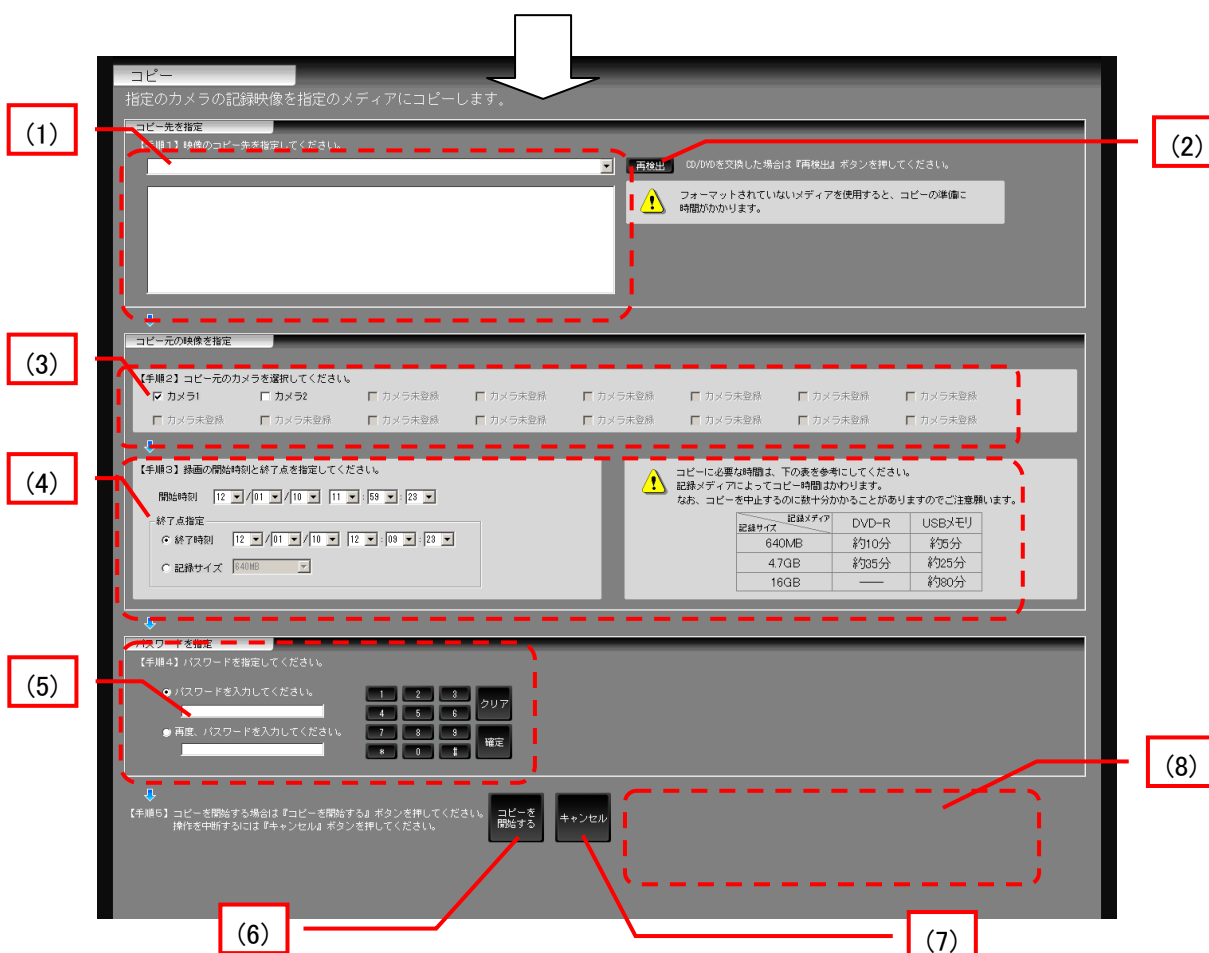 コピー
指定のカメラの記録映像を指定のメディアにコピーします。
コピー先を指定
(1)
(2)
【手順1】映像のコピー先を指定してください。
再検出
CD/DVDを交換した場合は『再検出』ボタンを押してください。
フォーマットされていないメディアを使用すると、コピーの準備に
時間がかかります。
コピー元の映像を指定
(3)
【手順2】コピー元のカメラを選択してください。
カメラ1 カメラ2 カメラ未登録 カメラ未登録 カメラ未登録 カメラ未登録 カメラ未登録 カメラ未登録
カメラ未登録 カメラ未登録 カメラ未登録 カメラ未登録 カメラ未登録 カメラ未登録 カメラ未登録 カメラ未登録
(4)
【手順3】録画の開始時刻と終了点を指定してください。
開始時刻 12 / 01 / 10 11 : 59 : 23
終了点指定
終了時刻 12 / 01 / 10 12 : 09 : 23
記録サイズ 640MB
コピーに必要な時間は、下の表を参考にしてください。
記録メディアによってコピー時間はかわります。
なお、コピーを中止するのに数十分かかることがありますのでご注意願います。
記録メディア
記録サイズ
DVD-R USBメモリ
640MB 約10分 約5分
4.7GB 約35分 約25分
16GB ―― 約80分
パスワードを指定
(5)
【手順4】パスワードを指定してください。
パスワードを入力してください。
再度、パスワードを入力してください。
1 2 3
4 5 6
7 8 9
* 0 #
クリア
確定
(8)
【手順5】コピーを開始する場合は『コピーを開始する』ボタンを押してください。
操作を中断するには『キャンセル』ボタンを押してください。
コピーを
開始する
キャンセル
(6)
(7)